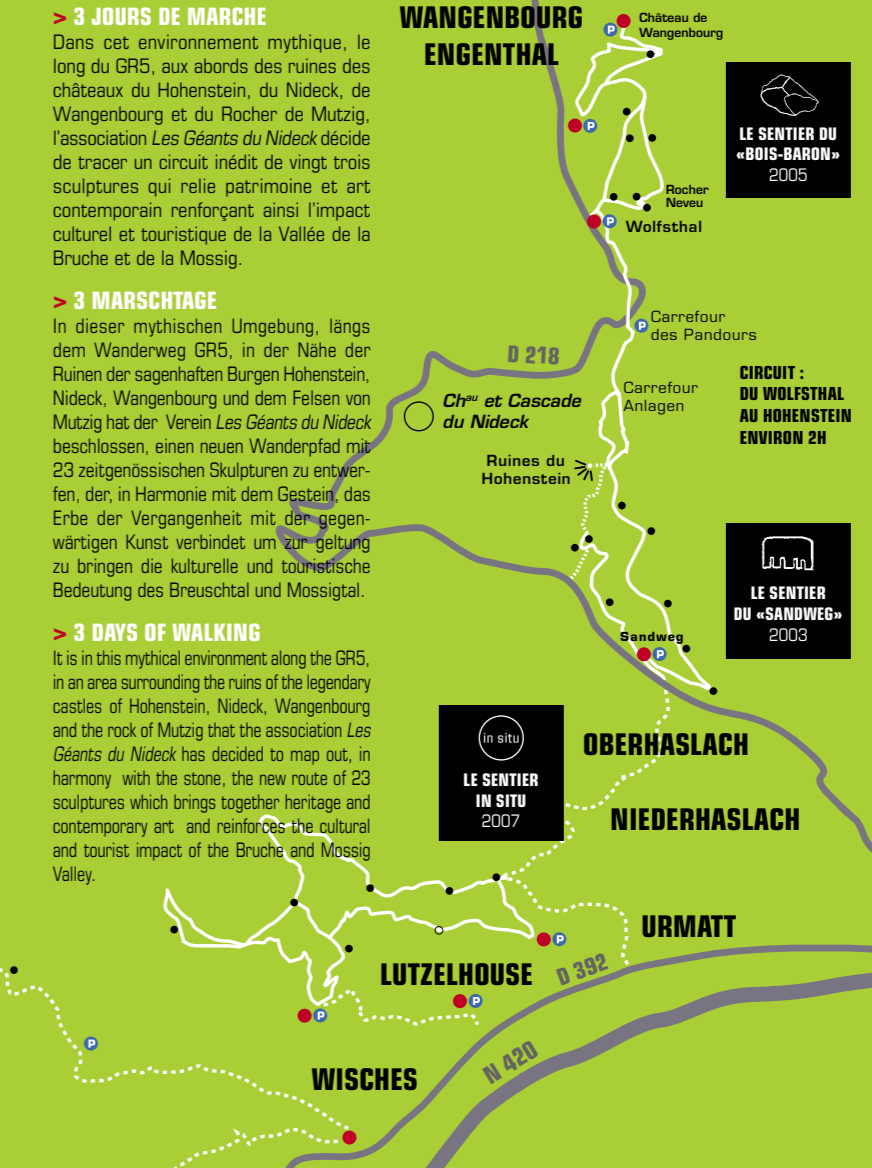 > 3 JOURS DE MARCHE
Dans cet environnement mythique, le
long du GR5, aux abords des ruines des
châteaux du Hohenstein, du Nideck, de
Wangenbourg et du Rocher de Mutzig,
l'association Les Géants du Nideck décide
de tracer un circuit inédit de vingt trois
sculptures qui relie patrimoine et art
contemporain renforçant ainsi l'impact
culturel et touristique de la Vallée de la
Bruche et de la Mossig.
> 3 MARSCHTAGE
In dieser mythischen Umgebung, längs
dem Wanderweg GR5, in der Nähe der
Ruinen der sagenhaften Burgen Hohenstein,
Nideck, Wangenbourg und dem Felsen von
Mutzig hat der Verein Les Géants du Nideck
beschlossen, einen neuen Wanderpfad mit
23 zeitgenössischen Skulpturen zu entwer-
fen, der, in Harmonie mit dem Gestein, das
Erbe der Vergangenheit mit der gegen-
wärtigen Kunst verbindet um zur geltung
zu bringen die kulturelle und touristische
Bedeutung des Breuschtal und Mossigtal.
> 3 DAYS OF WALKING
It is in this mythical environment along the GR5,
in an area surrounding the ruins of the legendary
castles of Hohenstein, Nideck, Wangenbourg
and the rock of Mutzig that the association Les
Géants du Nideck has decided to map out, in
harmony with the stone, the new route of 23
sculptures which brings together heritage and
contemporary art and reinforces the cultural
and tourist impact of the Bruche and Mossig
Valley.
WANGENBOURG
ENGENTHAL
P
Château de
Wangenbourg
P
LE SENTIER DU
«BOIS-BARON»
2005
Rocher
Neveu
P
Wolfsthal
P
Carrefour
des Pandours
D 218
CIRCUIT :
DU WOLFSTHAL
AU HOHENSTEIN
ENVIRON 2H
Carrefour
Anlagen
Chau et Cascade
du Nideck
Ruines du
Hohenstein
LE SENTIER
DU «SANDWEG»
2003
Sandweg
P
in situ
LE SENTIER
IN SITU
2007
OBERHASLACH
NIEDERHASLACH
URMATT
P
LUTZELHOUSE
D 392
P
P
P
N 420
WISCHES